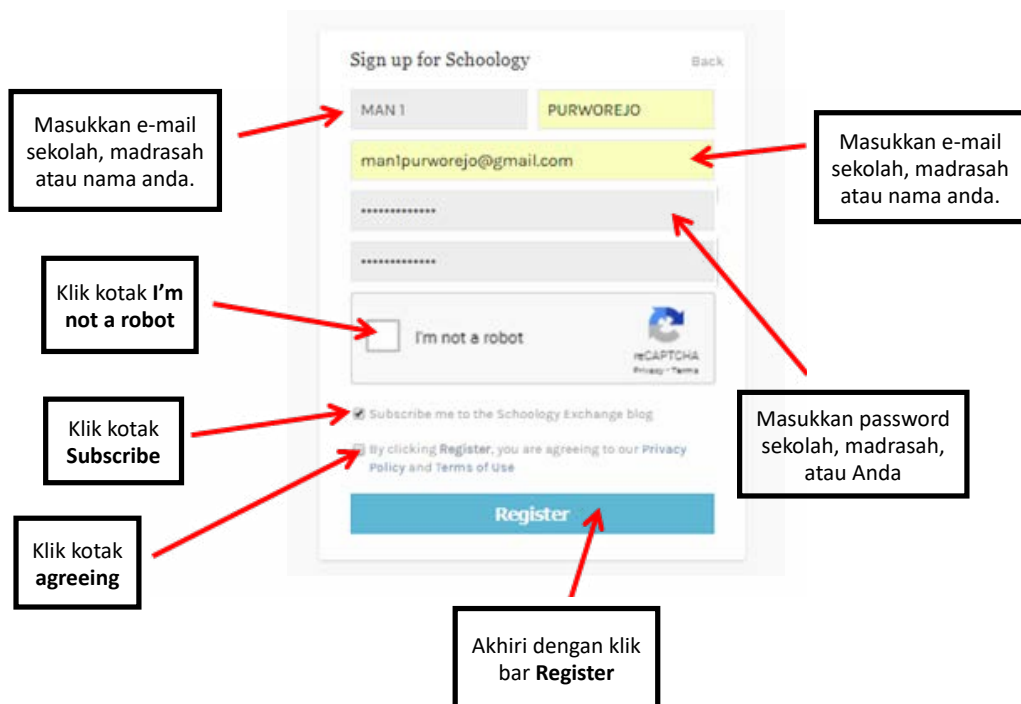 Sign up for Schoology
Back
Masukkan e-mail
sekolah, madrasah
atau nama anda.
MAN 1
PURWOREJO
man1purworejo@gmail.com
Masukkan e-mail
sekolah, madrasah
atau nama anda.
•••••••••••••
•••••••••••••
Klik kotak I'm
not a robot
I'm not a robot
reCAPTCHA
Privacy - Terms
Klik kotak
Subscribe
Subscribe me to the Schoology Exchange blog
By clicking Register, you are agreeing to our Privacy
Policy and Terms of Use
Masukkan password
sekolah, madrasah,
atau Anda
Register
Klik kotak
agreeing
Akhiri dengan klik
bar Register